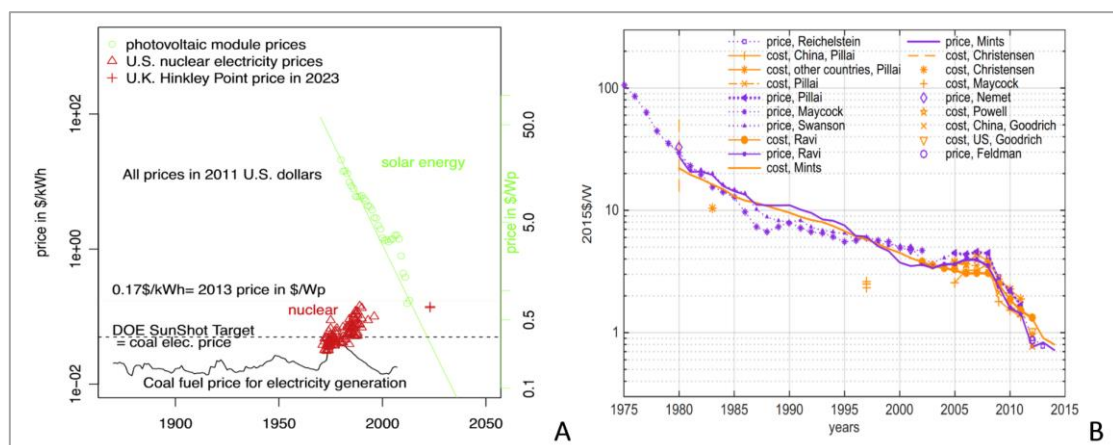 photovoltaic module prices
U.S. nuclear electricity prices
U.K. Hinkley Point price in 2023
solar energy
All prices in 2011 U.S. dollars
0.17$/kWh= 2013 price in $/Wp
nuclear
DOE SunShot Target
= coal elec. price
Coal fuel price for electricity generation
price in $/kWh
1e+02
1e+00
1e-02
price in $/Wp
50.0
5.0
0.5
0.1
1900
1950
2000
2050
A
price, Reichelstein
cost, China, Pillai
cost, other countries, Pillai
cost, Pillai
price, Pillai
price, Maycock
price, Swanson
cost, Ravi
price, Ravi
cost, Mints
price, Mints
cost, Christensen
cost, Christensen
cost, Maycock
price, Nemet
cost, Powell
cost, China, Goodrich
cost, US, Goodrich
price, Feldman
2015$/W
100
10
1
1975
1980
1985
1990
1995
2000
2005
2010
2015
years
B